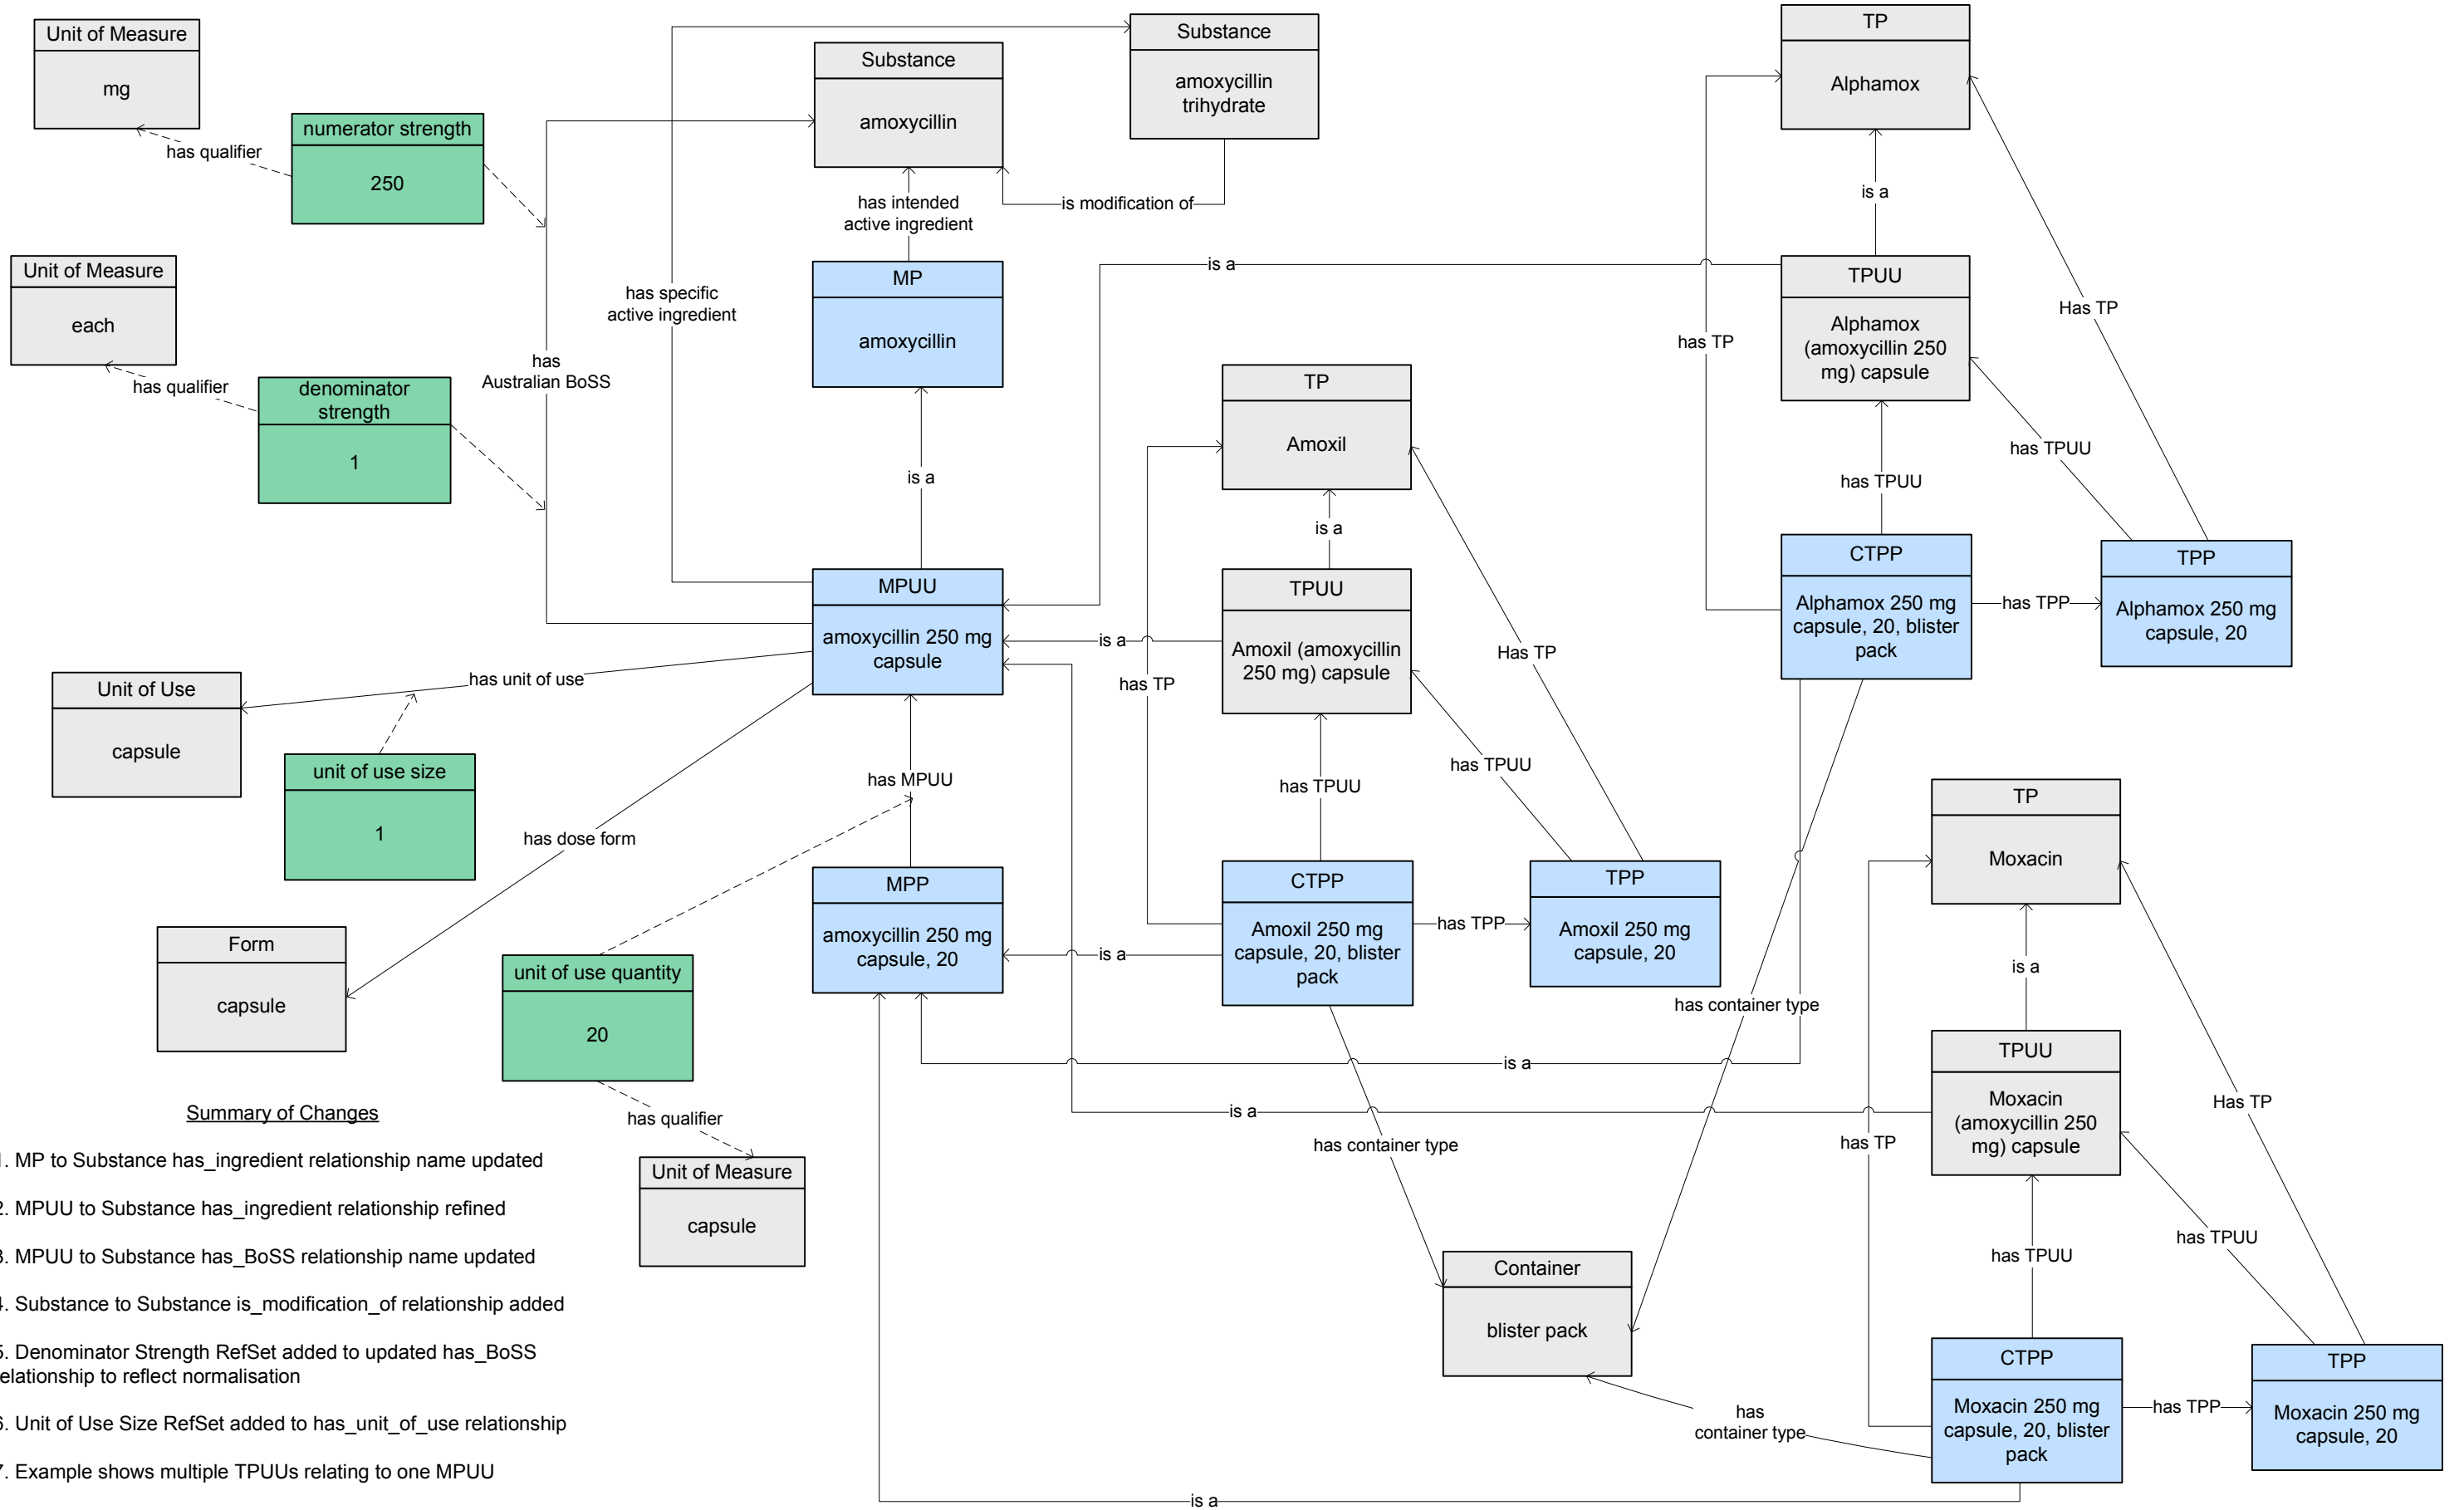 Unit of Measure
mg
has qualifier
numerator strength
250
Unit of Measure
each
has qualifier
denominator
strength
1
has
Australian BoSS
has specific
active ingredient
Substance
amoxycillin
Substance
amoxycillin
trihydrate
has intended
active ingredient
is modification of
MP
amoxycillin
is a
MPUU
amoxycillin 250 mg
capsule
has unit of use
Unit of Use
capsule
unit of use size
1
has dose form
Form
capsule
has MPUU
MPP
amoxycillin 250 mg
capsule, 20
unit of use quantity
20
has qualifier
Unit of Measure
capsule
TP
Alphamox
is a
is a
has TP
Has TP
TPUU
Alphamox
(amoxycillin 250
mg) capsule
has TPUU
has TPUU
CTPP
Alphamox 250 mg
capsule, 20, blister
pack
has TPP
TPP
Alphamox 250 mg
capsule, 20
TP
Amoxil
is a
TPUU
Amoxil (amoxycillin
250 mg) capsule
is a
has TP
Has TP
has TPUU
has TPUU
CTPP
Amoxil 250 mg
capsule, 20, blister
pack
has TPP
TPP
Amoxil 250 mg
capsule, 20
is a
has container type
is a
is a
has container type
TP
Moxacin
is a
TPUU
Moxacin
(amoxycillin 250
mg) capsule
has TP
Has TP
has TPUU
has TPUU
CTPP
Moxacin 250 mg
capsule, 20, blister
pack
has TPP
TPP
Moxacin 250 mg
capsule, 20
Container
blister pack
has
container type
is a
Summary of Changes
. MP to Substance has_ingredient relationship name updated
2. MPUU to Substance has_ingredient relationship refined
3. MPUU to Substance has_BoSS relationship name updated
4. Substance to Substance is_modification_of relationship added
5. Denominator Strength RefSet added to updated has_BoSS
elationship to reflect normalisation
6. Unit of Use Size RefSet added to has_unit_of_use relationship
7. Example shows multiple TPUUs relating to one MPUU